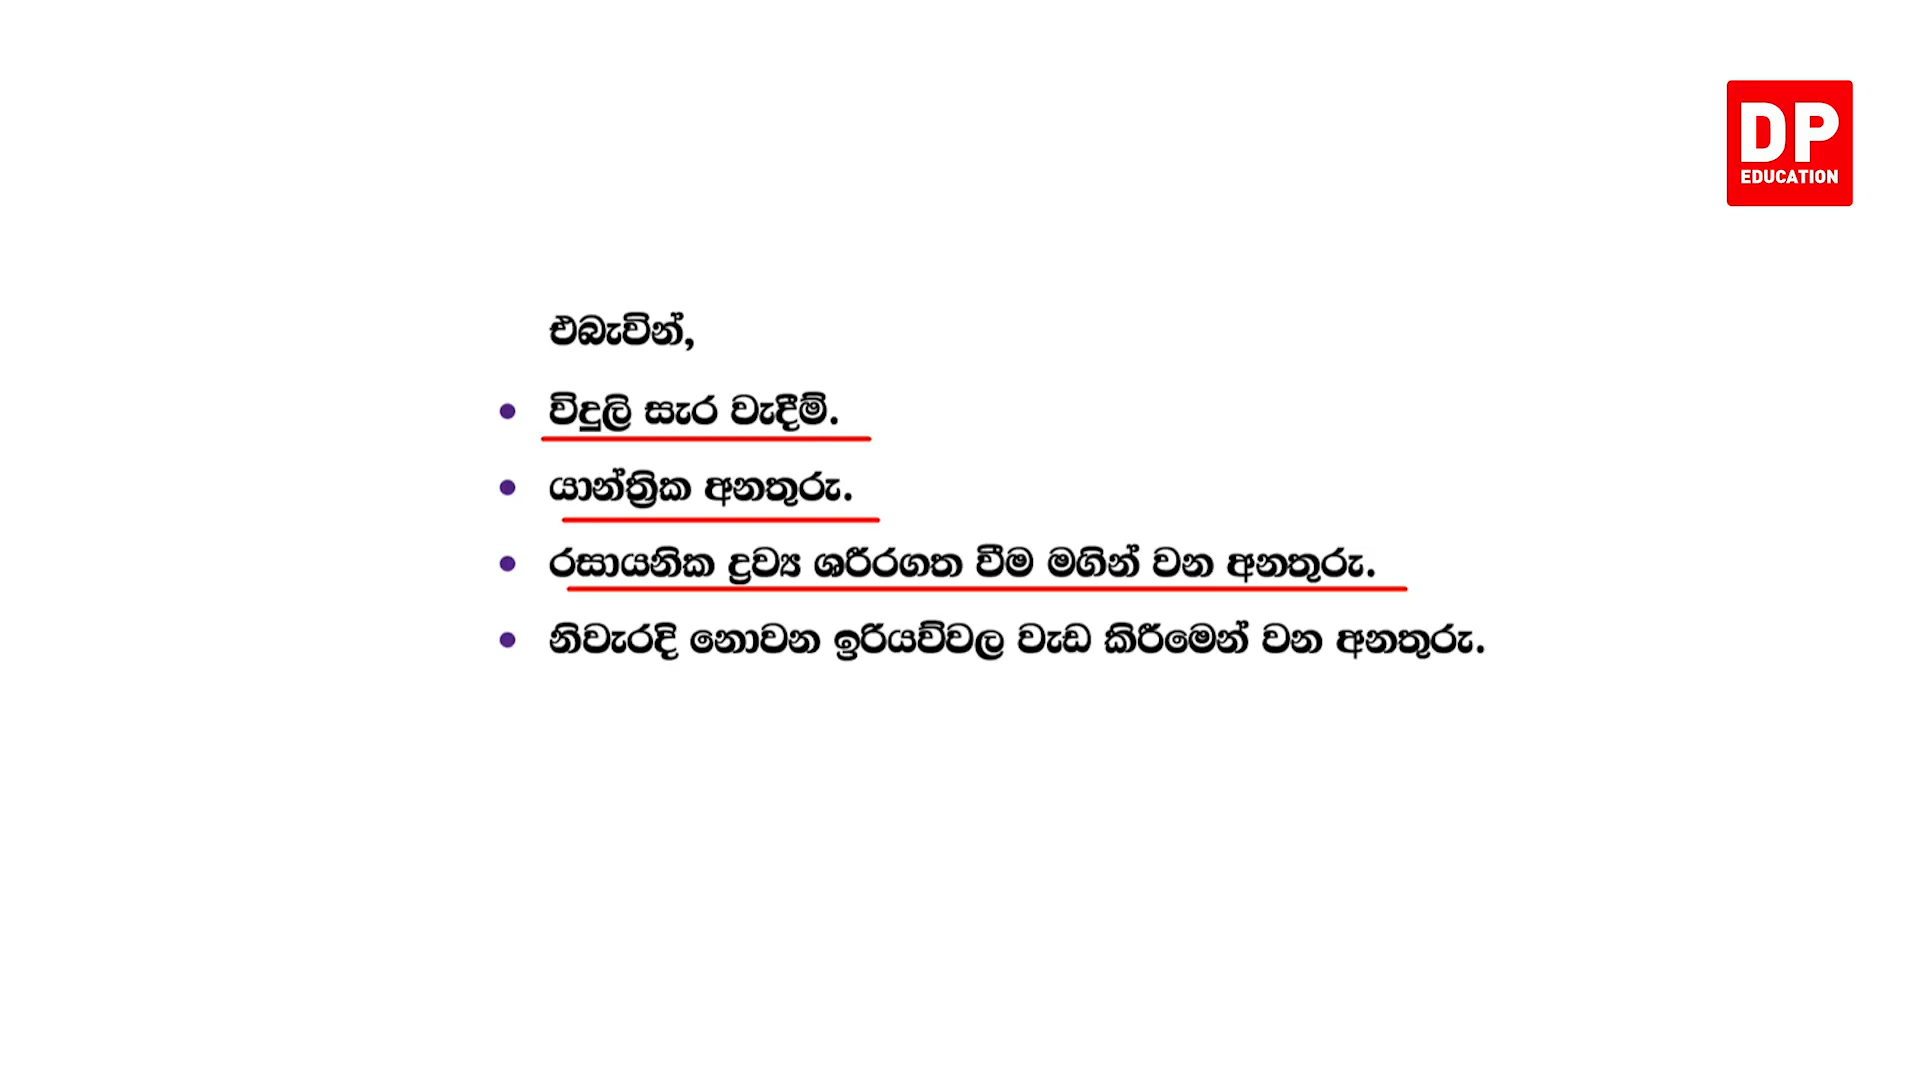 DP
EDUCATION
එබැවින්,
• විදුලි සැර වැදීම්.
• යාන්ත්‍රික අනතුරු.
• රසායනික ද්‍රව්‍ය ශරීරගත වීම මගින් වන අනතුරු.
• නිවැරදි නොවන ඉරියව්වල වැඩ කිරීමෙන් වන අනතුරු.